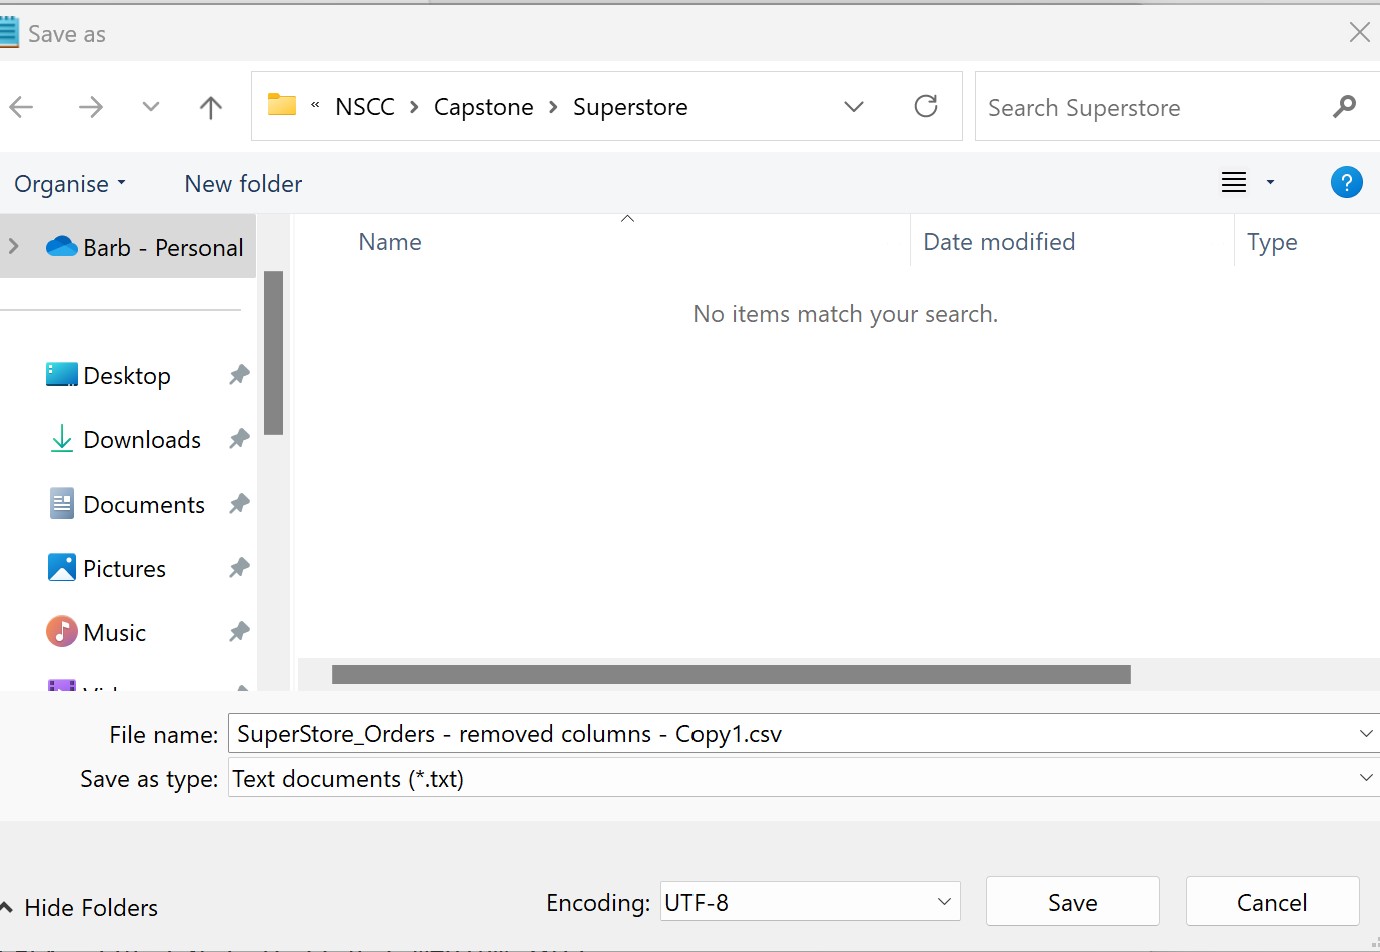 Save as
« NSCC > Capstone > Superstore
Search Superstore
Organise
New folder
?
Barb - Personal
Name
Date modified
Type
No items match your search.
Desktop
Downloads
Documents
Pictures
Music
File name: SuperStore_Orders - removed columns - Copy1.csv
Save as type: Text documents (*.txt)
Hide Folders
Encoding: UTF-8
Save
Cancel